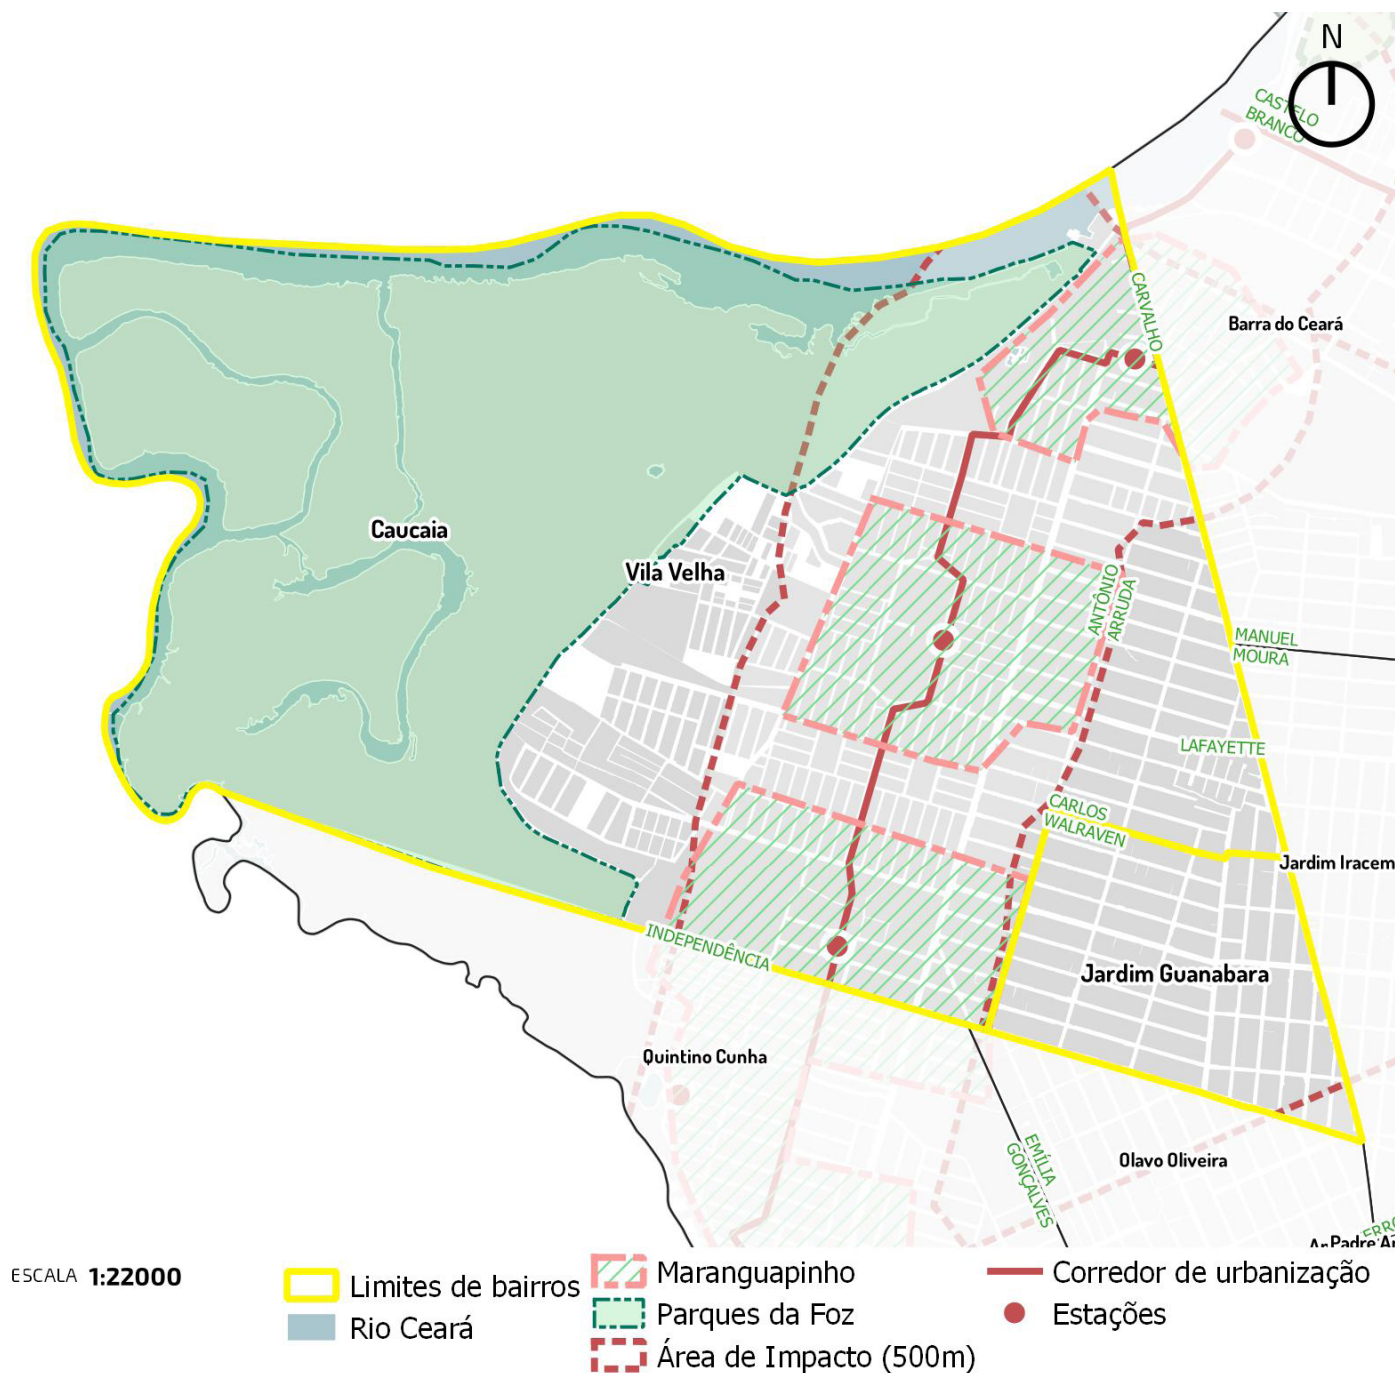 N
CASTELO
BRANCO
CARVALHO
Barra do Ceará
Caucaia
Vila Velha
ANTÔNIO
ARRUDA
MANUEL
MOURA
LAFAYETTE
CARLOS
WALRAVEN
Jardim Iracem
INDEPENDÊNCIA
Jardim Guanabara
Quintino Cunha
EMÍLIA
GONÇALVES
Olavo Oliveira
Padre A
ESCALA 1:22000
Limites de bairros
Rio Ceará
Maranguapinho
Parques da Foz
Área de Impacto (500m)
Corredor de urbanização
Estações